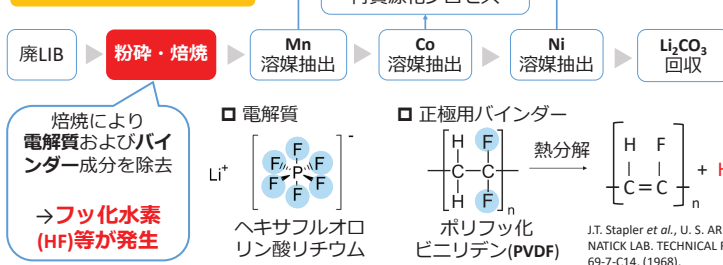 廃LIB
粉砕・焙焼
Mn
溶媒抽出
Co
溶媒抽出
Ni
溶媒抽出
Li₂CO₃
回収
焙焼により
電解質およびバイ
ンダー成分を除去
→フッ化水素
(HF)等が発生
電解質
Li⁺
F F F P F F F
-
ヘキサフルオロ
リン酸リチウム
正極用バインダー
H F
C C
H F
n
ポリフッ化
ビニリデン(PVDF)
熱分解
H F
C=C
n
+ H
J.T. Stapler et al., U. S. AR
NATICK LAB. TECHNICAL
69-7-C14, (1968).